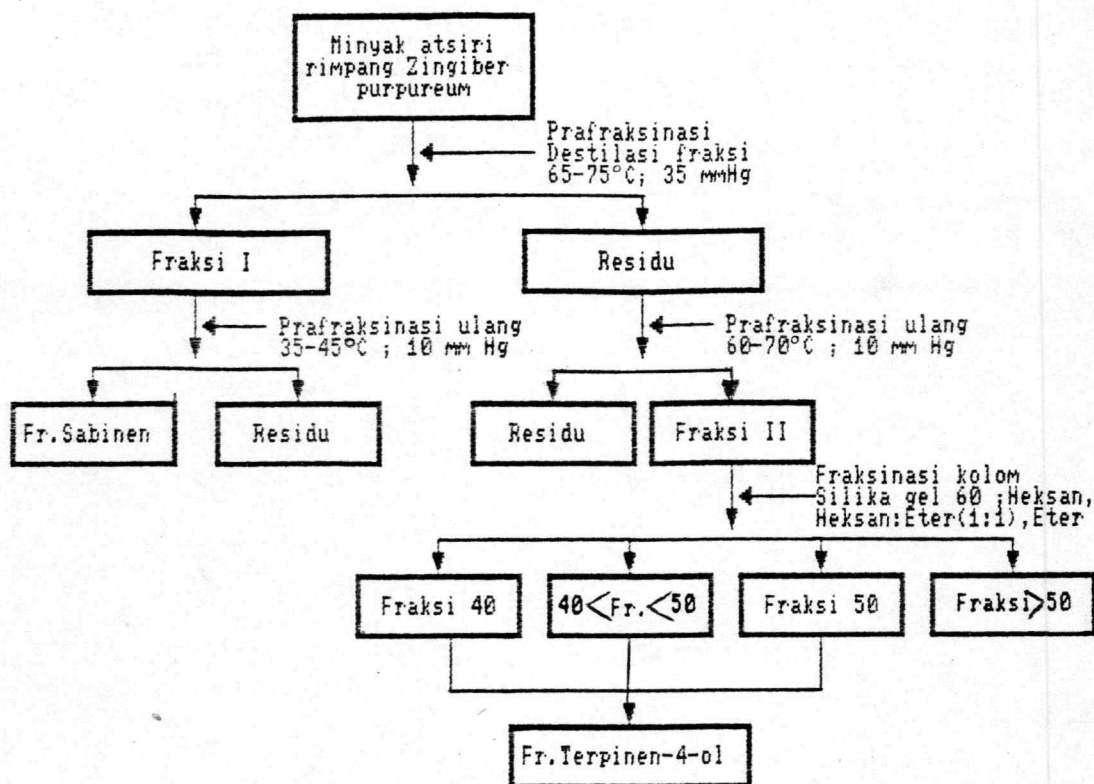 Minyak atsiri
rimpang Zingiber
purpureum
Prafraksinasi
Destilasi fraksi
65-75°C; 35 mmHg
Fraksi I
Residu
Prafraksinasi ulang
35-45°C ; 10 mm Hg
Prafraksinasi ulang
60-70°C ; 10 mm Hg
Fr.Sabinen
Residu
Residu
Fraksi II
Fraksinasi kolom
Silika gel 60 ;Heksan,
Heksan:Eter(1:1),Eter
Fraksi 40
40<Fr.<50
Fraksi 50
Fraksi>50
Fr.Terpinen-4-ol